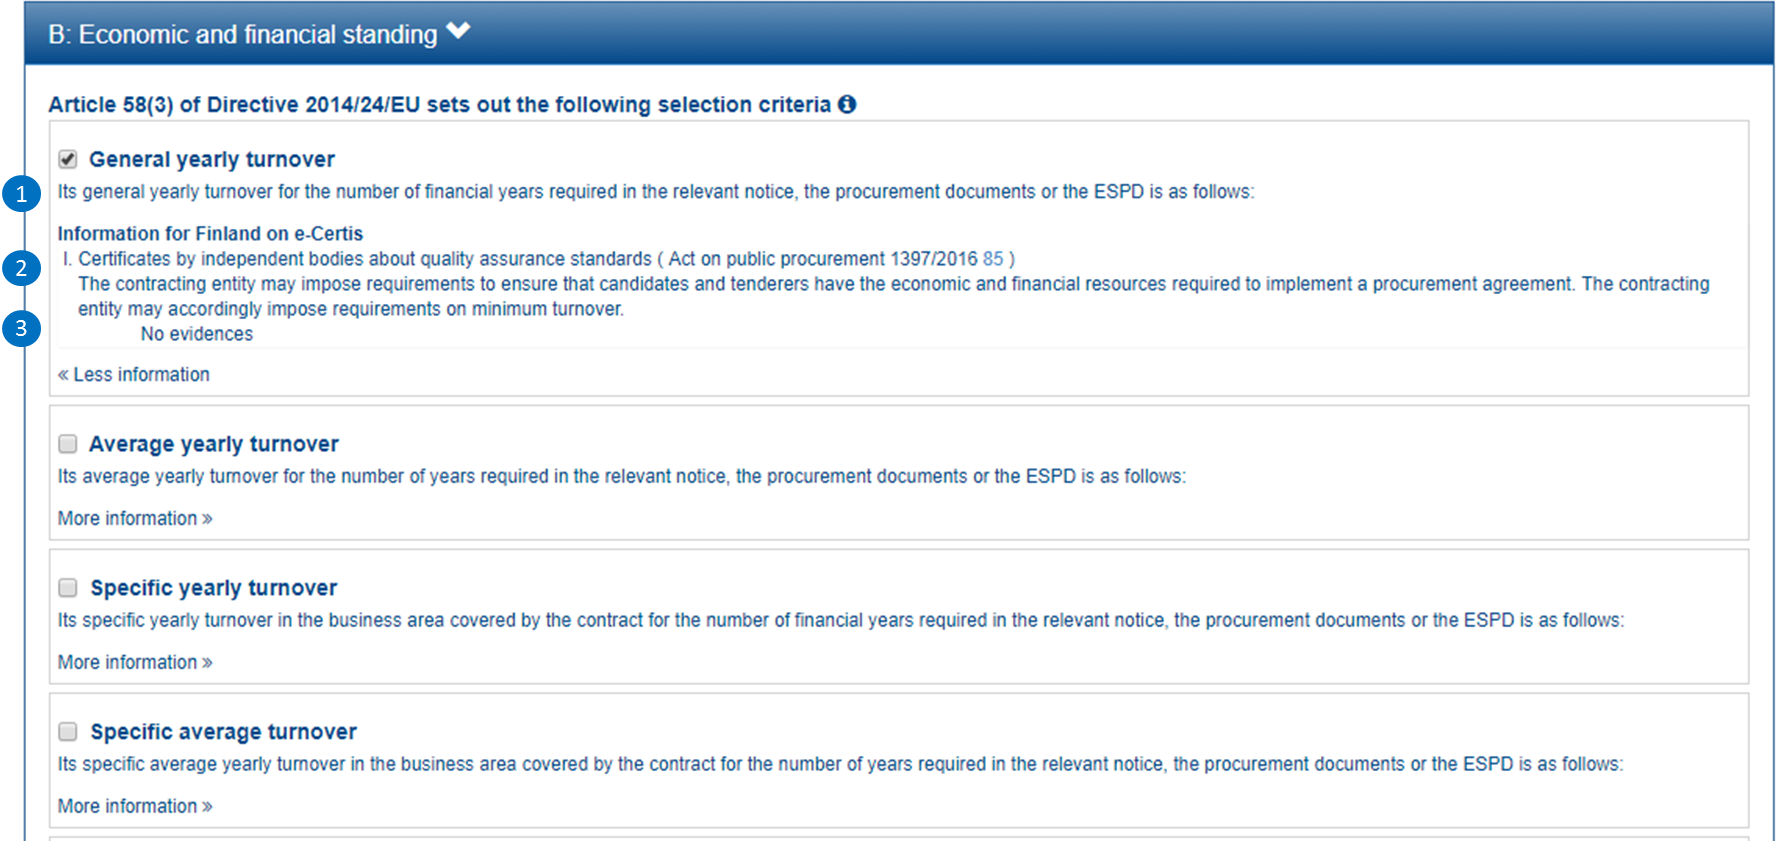 B: Economic and financial standing
Article 58(3) of Directive 2014/24/EU sets out the following selection criteria
General yearly turnover
1 Its general yearly turnover for the number of financial years required in the relevant notice, the procurement documents or the ESPD is as follows:
Information for Finland on e-Certis
2 I. Certificates by independent bodies about quality assurance standards ( Act on public procurement 1397/2016 85 )
The contracting entity may impose requirements to ensure that candidates and tenderers have the economic and financial resources required to implement a procurement agreement. The contracting
entity may accordingly impose requirements on minimum turnover.
3 No evidences
« Less information
Average yearly turnover
Its average yearly turnover for the number of years required in the relevant notice, the procurement documents or the ESPD is as follows:
More information »
Specific yearly turnover
Its specific yearly turnover in the business area covered by the contract for the number of financial years required in the relevant notice, the procurement documents or the ESPD is as follows:
More information »
Specific average turnover
Its specific average yearly turnover in the business area covered by the contract for the number of years required in the relevant notice, the procurement documents or the ESPD is as follows:
More information »